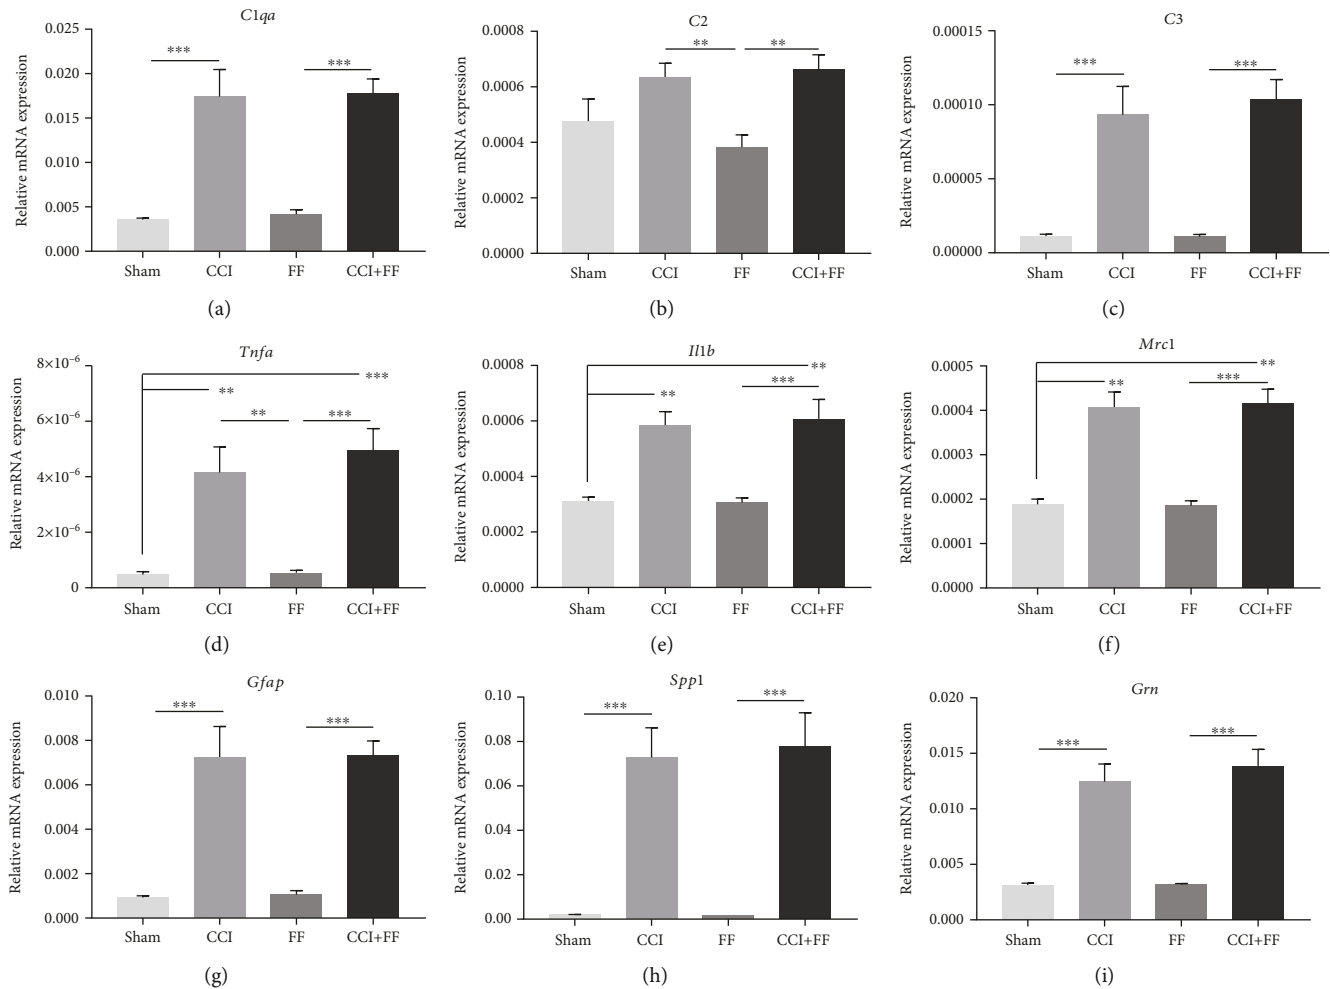 C1qa
Relative mRNA expression
0.025
0.020
0.015
0.010
0.005
0.000
***
***
Sham CCI FF CCI+FF
(a)
C2
Relative mRNA expression
0.0008
0.0006
0.0004
0.0002
0.0000
**
**
Sham CCI FF CCI+FF
(b)
C3
Relative mRNA expression
0.00015
0.00010
0.00005
0.00000
***
***
Sham CCI FF CCI+FF
(c)
Tnfa
Relative mRNA expression
8×10⁻⁶
6×10⁻⁶
4×10⁻⁶
2×10⁻⁶
0
***
**
**
***
Sham CCI FF CCI+FF
(d)
Il1b
Relative mRNA expression
0.0008
0.0006
0.0004
0.0002
0.0000
**
***
**
Sham CCI FF CCI+FF
(e)
Mrc1
Relative mRNA expression
0.0005
0.0004
0.0003
0.0002
0.0001
0.0000
**
***
**
Sham CCI FF CCI+FF
(f)
Gfap
Relative mRNA expression
0.010
0.008
0.006
0.004
0.002
0.000
***
***
Sham CCI FF CCI+FF
(g)
Spp1
Relative mRNA expression
0.10
0.08
0.06
0.04
0.02
0.00
***
***
Sham CCI FF CCI+FF
(h)
Grn
Relative mRNA expression
0.020
0.015
0.010
0.005
0.000
***
***
Sham CCI FF CCI+FF
(i)